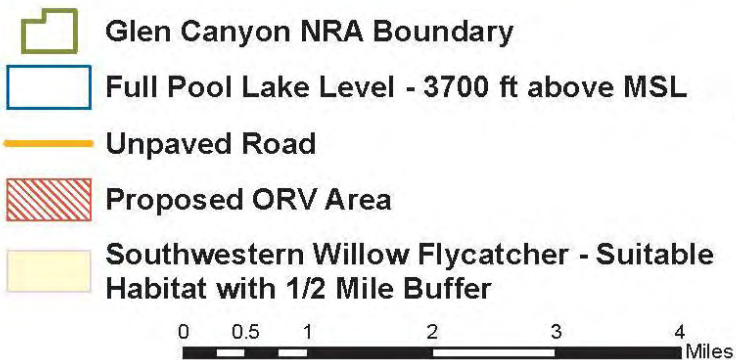 Glen Canyon NRA Boundary
Full Pool Lake Level - 3700 ft above MSL
Unpaved Road
Proposed ORV Area
Southwestern Willow Flycatcher - Suitable
Habitat with 1/2 Mile Buffer
0 0.5 1 2 3 4
Miles